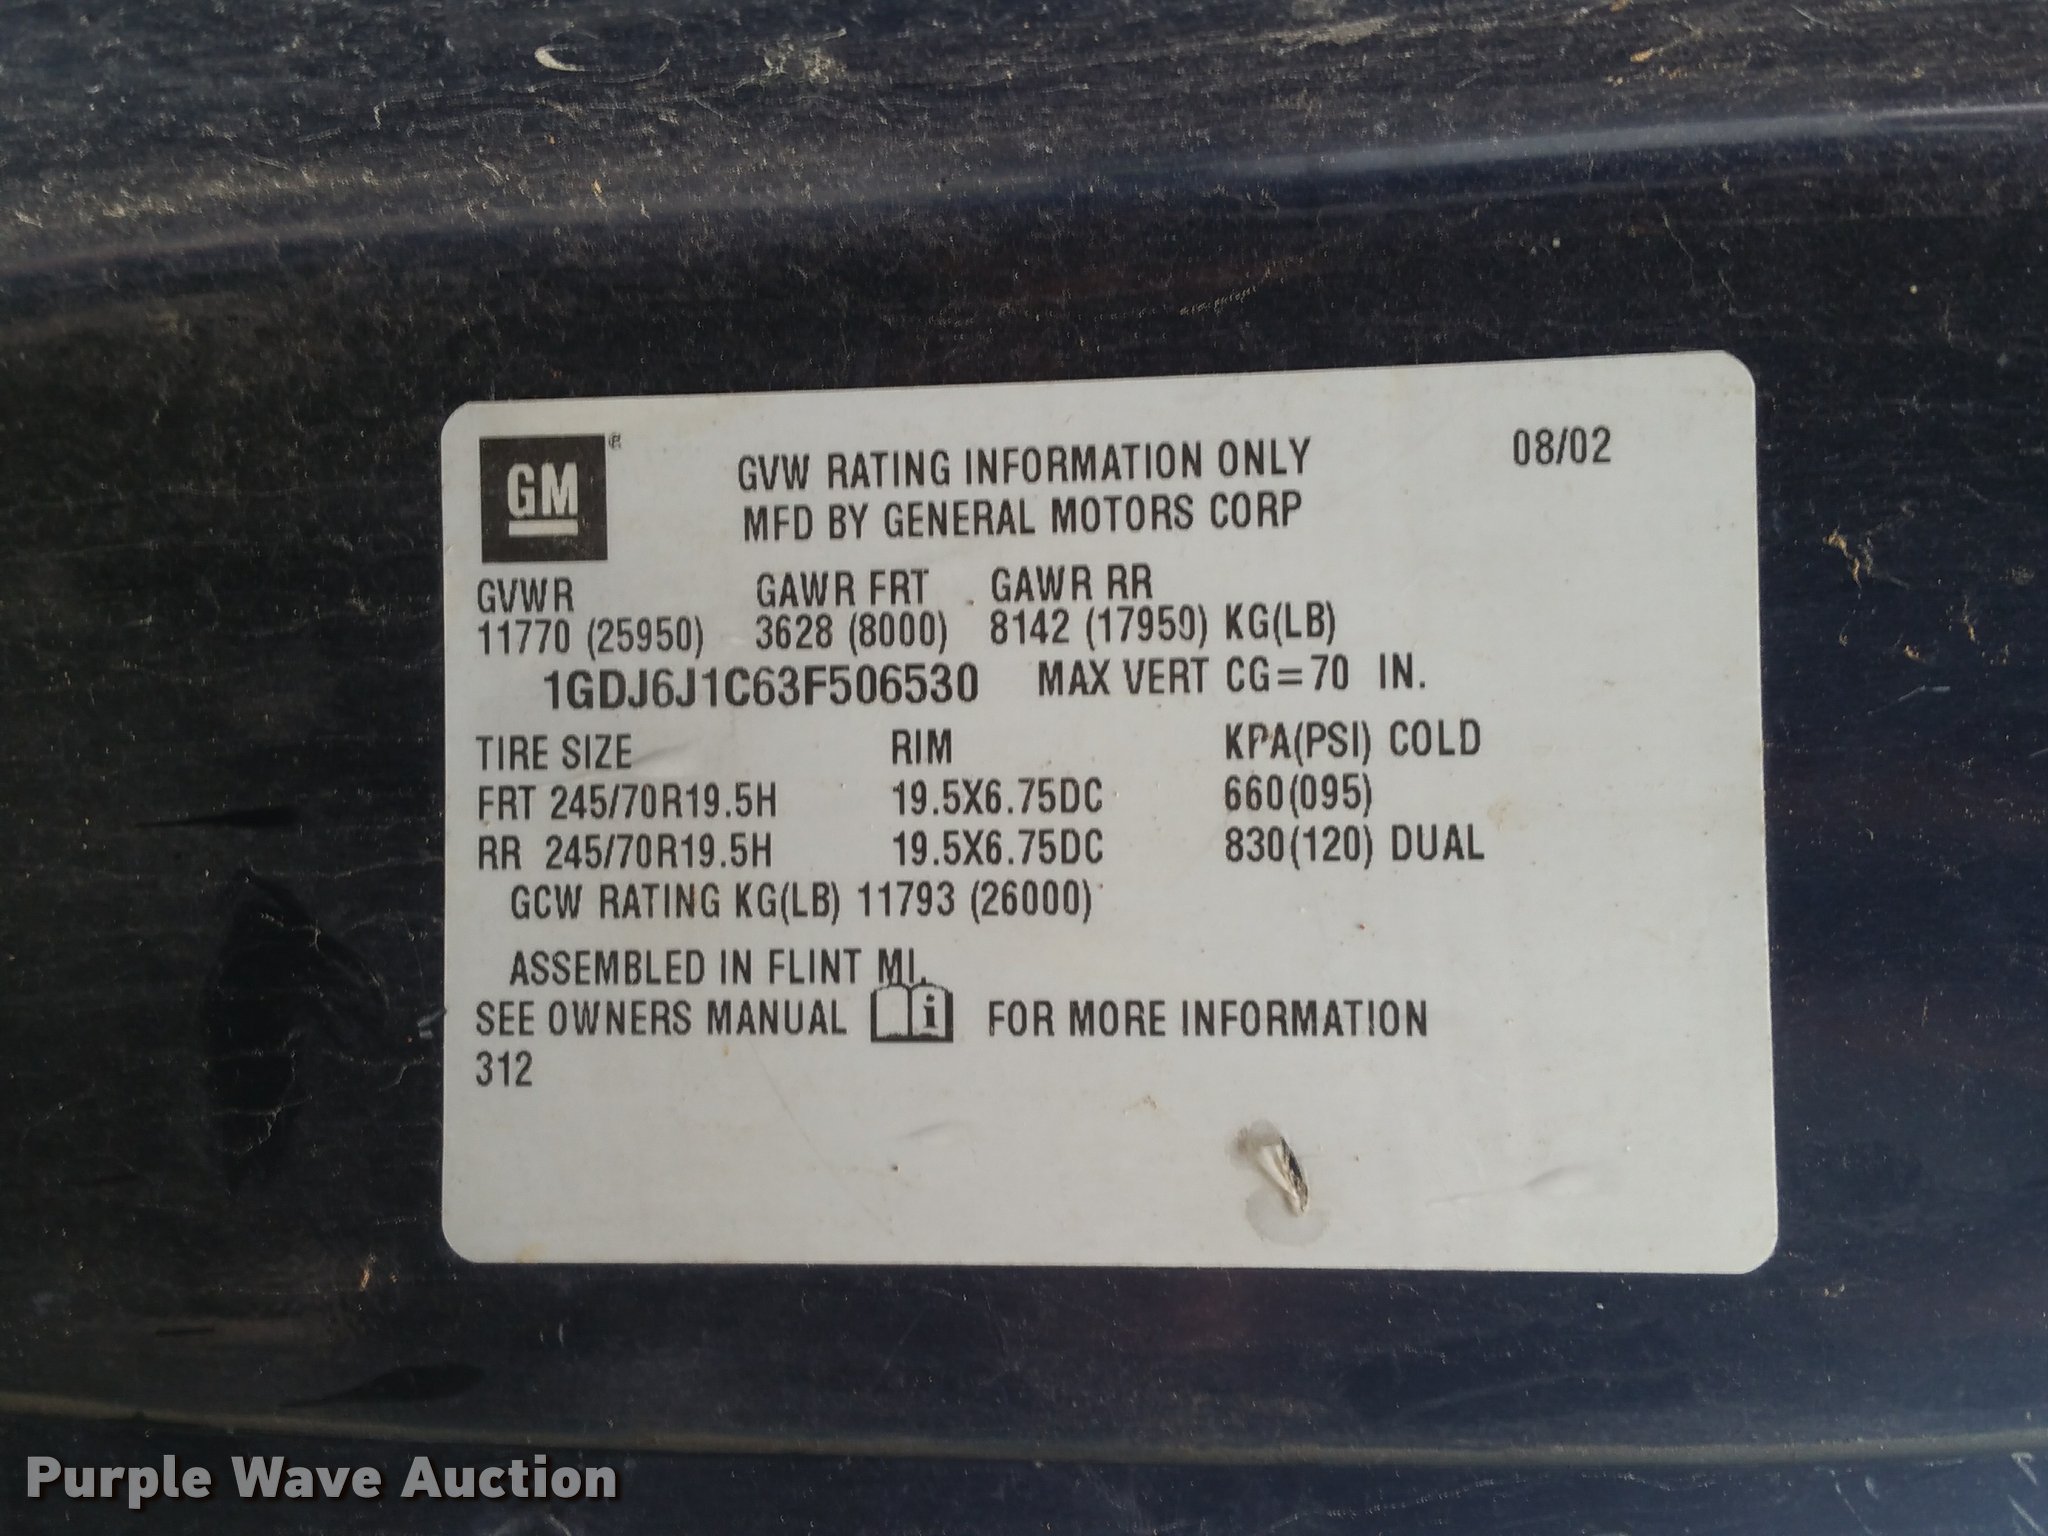 GM
GVW RATING INFORMATION ONLY 08/02
MFD BY GENERAL MOTORS CORP
GVWR GAWR FRT GAWR RR
11770 (25950) 3628 (8000) 8142 (17950) KG(LB)
1GDJ6J1C63F506530 MAX VERT CG=70 IN.
TIRE SIZE RIM KPA(PSI) COLD
FRT 245/70R19.5H 19.5X6.75DC 660(095)
RR 245/70R19.5H 19.5X6.75DC 830(120) DUAL
GCW RATING KG(LB) 11793 (26000)
ASSEMBLED IN FLINT MI.
SEE OWNERS MANUAL i FOR MORE INFORMATION
312
Purple Wave Auction